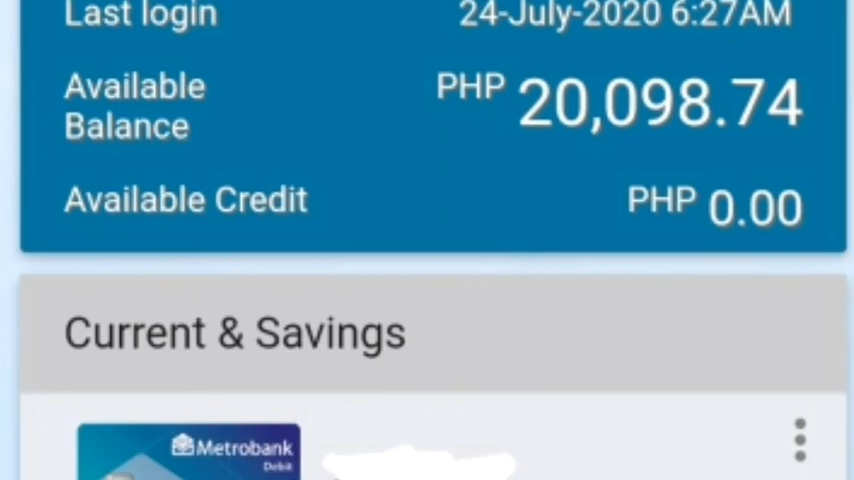 Last login 24-July-2020 6:27AM
Available Balance PHP 20,098.74
Available Credit PHP 0.00
Current & Savings
Metrobank
Debit